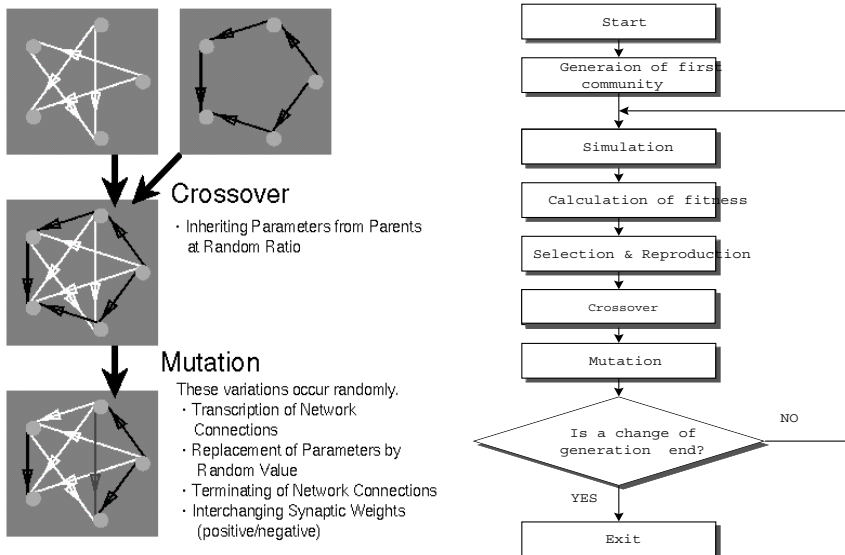 Crossover
・Inheriting Parameters from Parents
at Random Ratio
Mutation
These variations occur randomly.
・Transcription of Network
Connections
・Replacement of Parameters by
Random Value
・Terminating of Network Connections
・Interchanging Synaptic Weights
(positive/negative)
Start
Generaion of first
community
Simulation
Calculation of fitness
Selection & Reproduction
Crossover
Mutation
Is a change of
generation end?
NO
YES
Exit